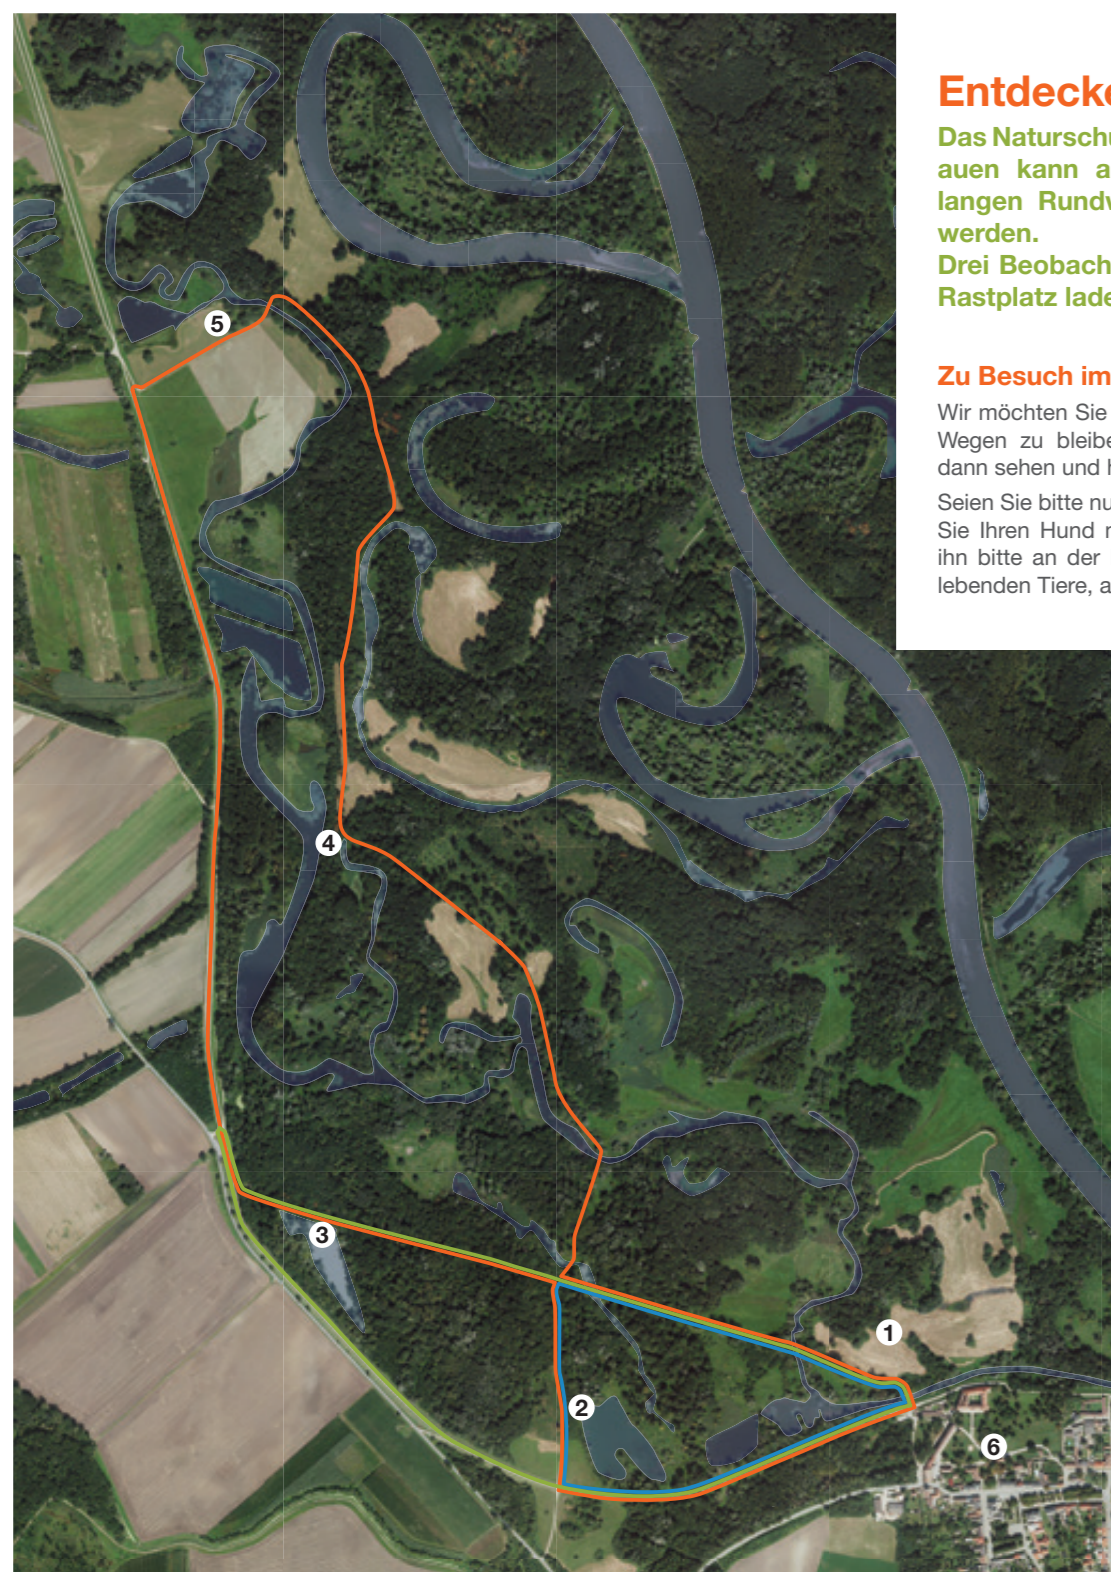 Entdecke
Das Naturschu
auen kann a
langen Rundw
werden.
Drei Beobach
Rastplatz lade
Zu Besuch im
Wir möchten Sie
Wegen zu bleibe
dann sehen und h
Seien Sie bitte nu
Sie Ihren Hund m
ihn bitte an der
lebenden Tiere, a
5
4
3
1
2
6